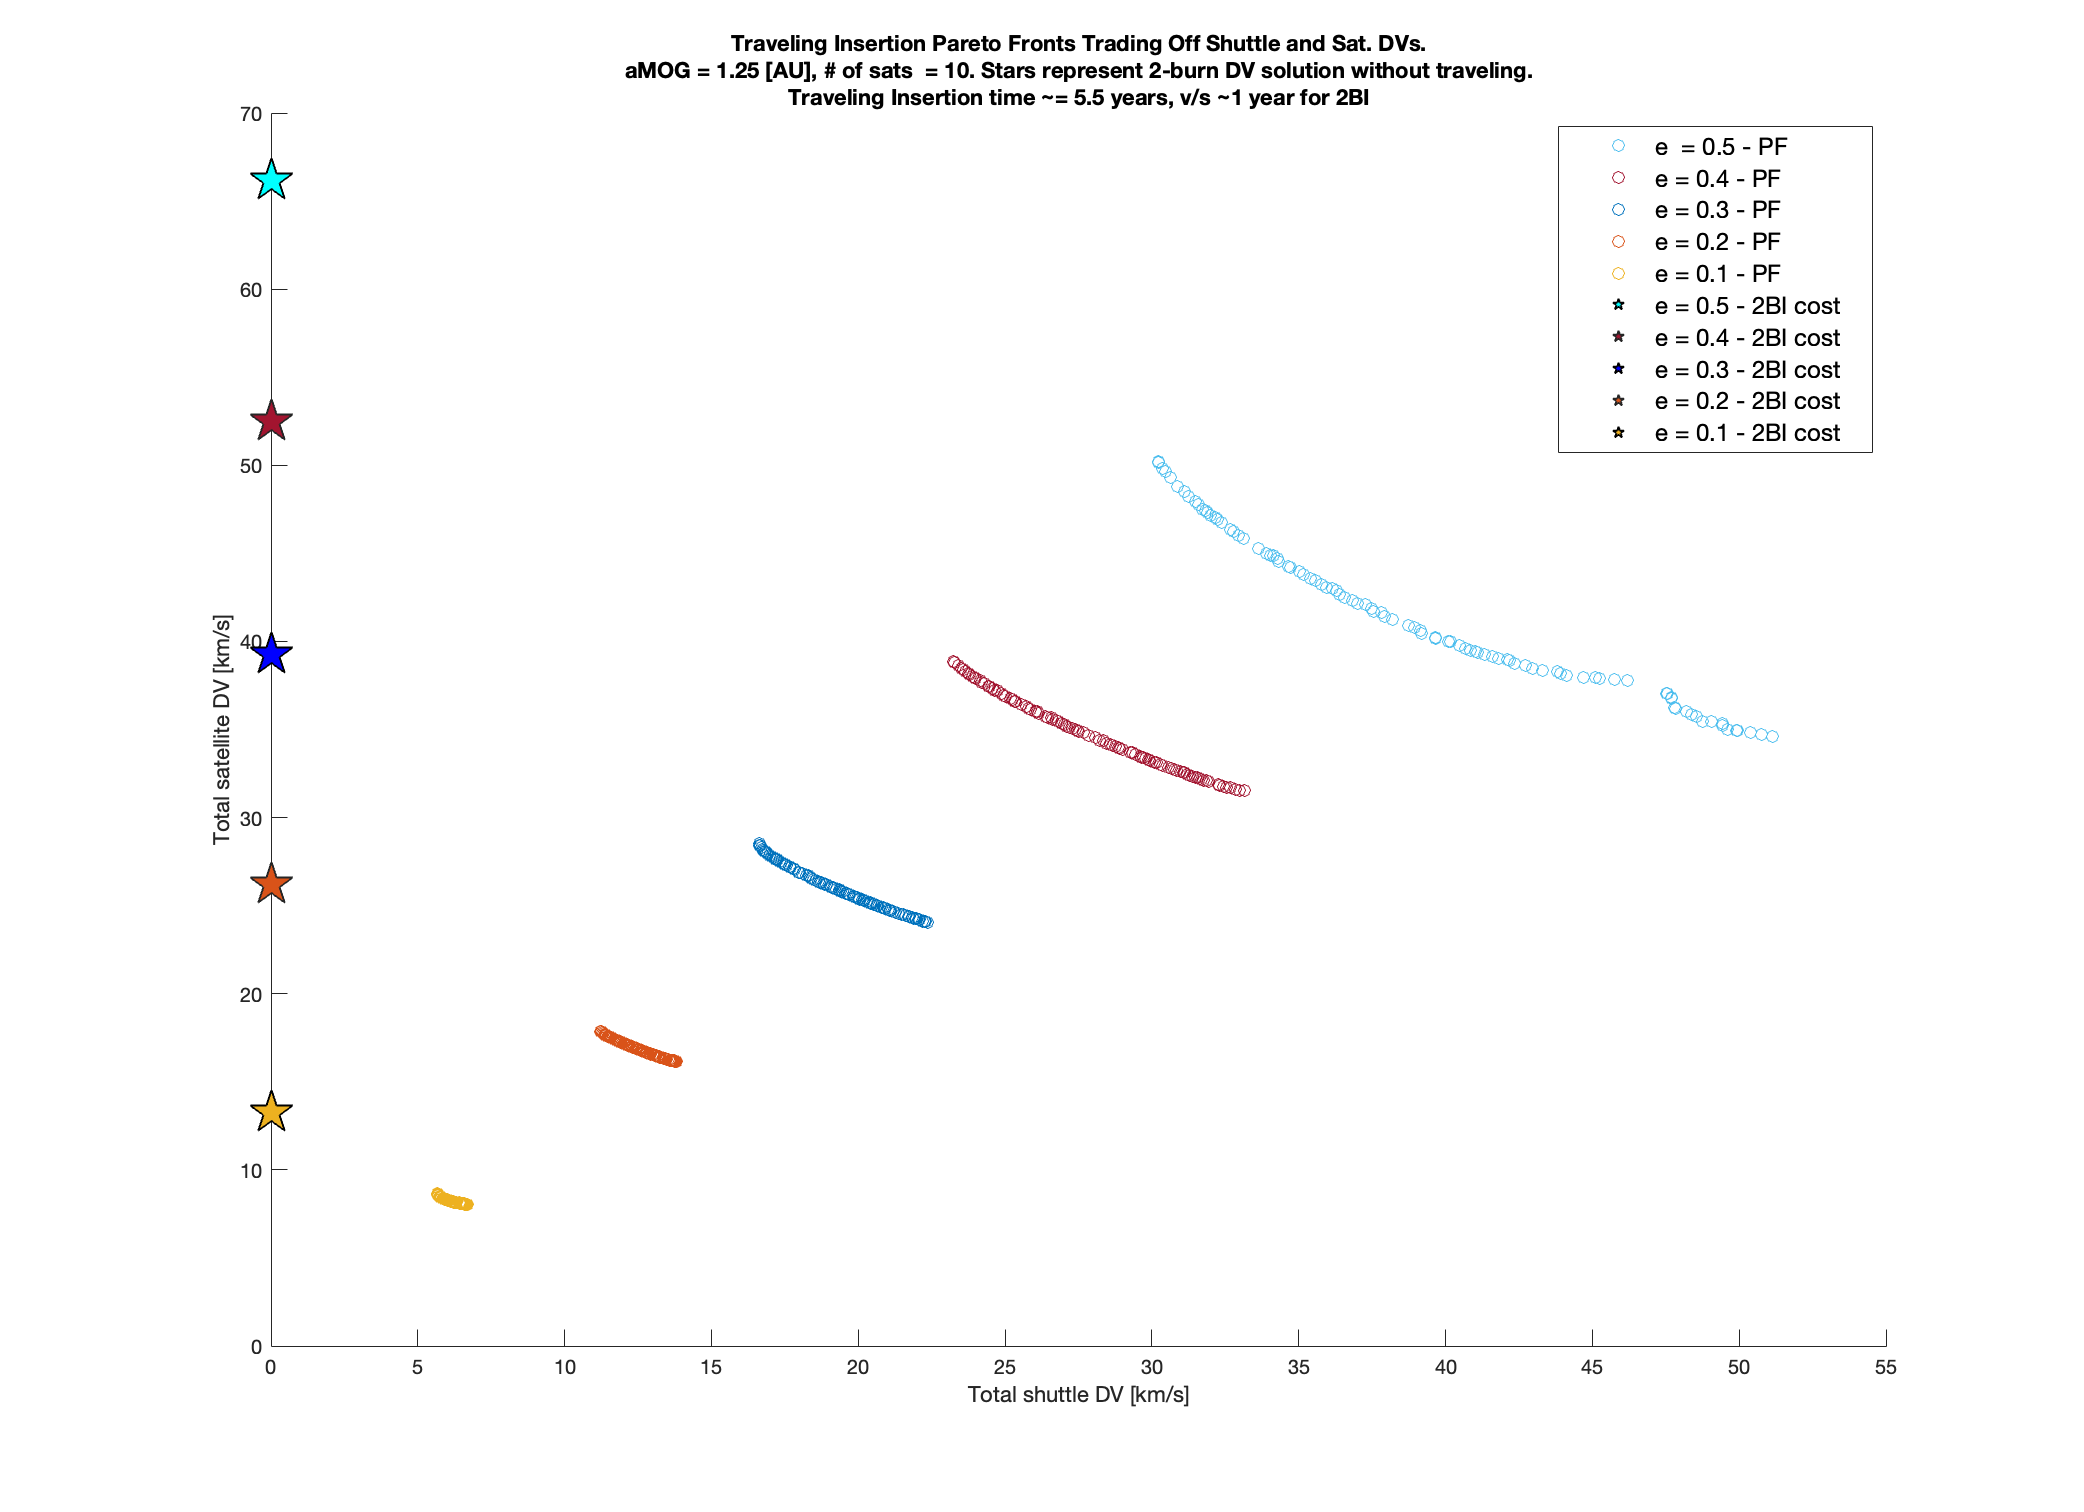 Traveling Insertion Pareto Fronts Trading Off Shuttle and Sat. DVs.
aMOG = 1.25 [AU], # of sats  = 10. Stars represent 2-burn DV solution without traveling.
Traveling Insertion time ~= 5.5 years, v/s ~1 year for 2BI
e  = 0.5 - PF
e = 0.4 - PF
e = 0.3 - PF
e = 0.2 - PF
e = 0.1 - PF
e = 0.5 - 2BI cost
e = 0.4 - 2BI cost
e = 0.3 - 2BI cost
e = 0.2 - 2BI cost
e = 0.1 - 2BI cost
Total satellite DV [km/s]
70
60
50
40
30
20
10
0
0 5 10 15 20 25 30 35 40 45 50 55
Total shuttle DV [km/s]